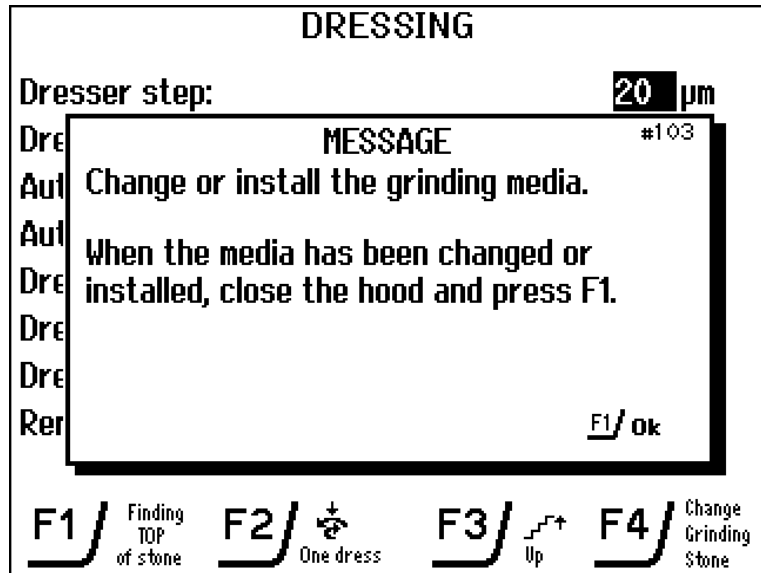 DRESSING
Dresser step: 20 µm
Dre
MESSAGE #103
Aut
Change or install the grinding media.
Aut
When the media has been changed or
Dre
installed, close the hood and press F1.
Dre
Dre
Rem
F1 Ok
F1 Finding TOP of stone
F2 One dress
F3 Up
F4 Change Grinding Stone